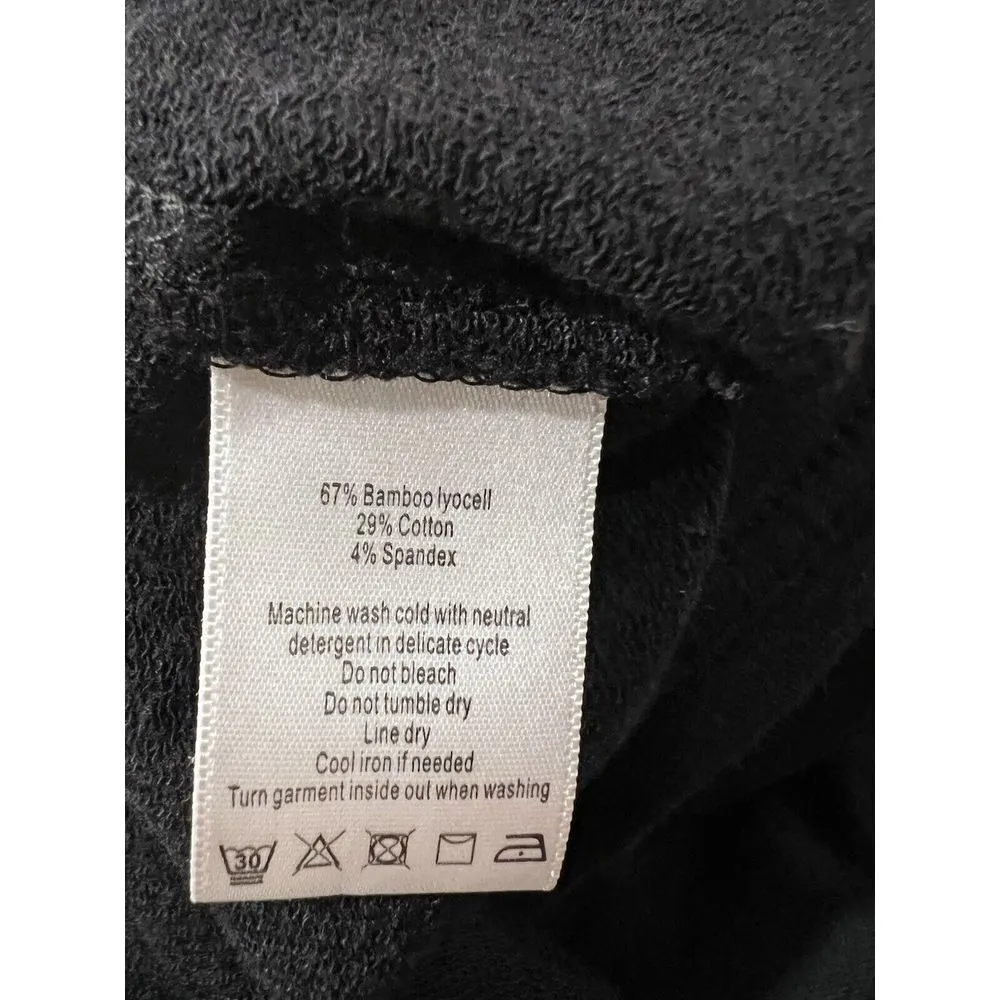 67% Bamboo lyocell
29% Cotton
4% Spandex
Machine wash cold with neutral
detergent in delicate cycle
Do not bleach
Do not tumble dry
Line dry
Cool iron if needed
Turn garment inside out when washing
30